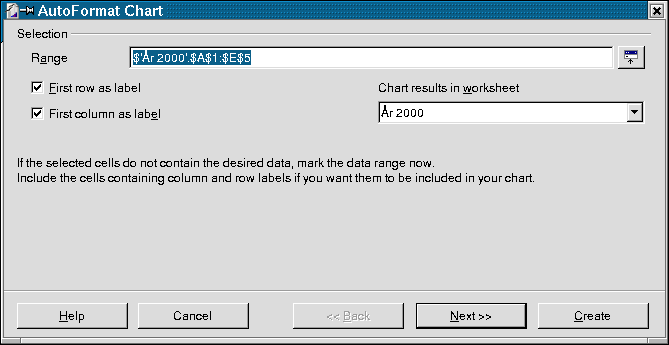 AutoFormat Chart
Selection
Range
$'År 2000'.$A$1:$E$5
First row as label
Chart results in worksheet
First column as label
År 2000
If the selected cells do not contain the desired data, mark the data range now.
Include the cells containing column and row labels if you want them to be included in your chart.
Help
Cancel
<< Back
Next >>
Create